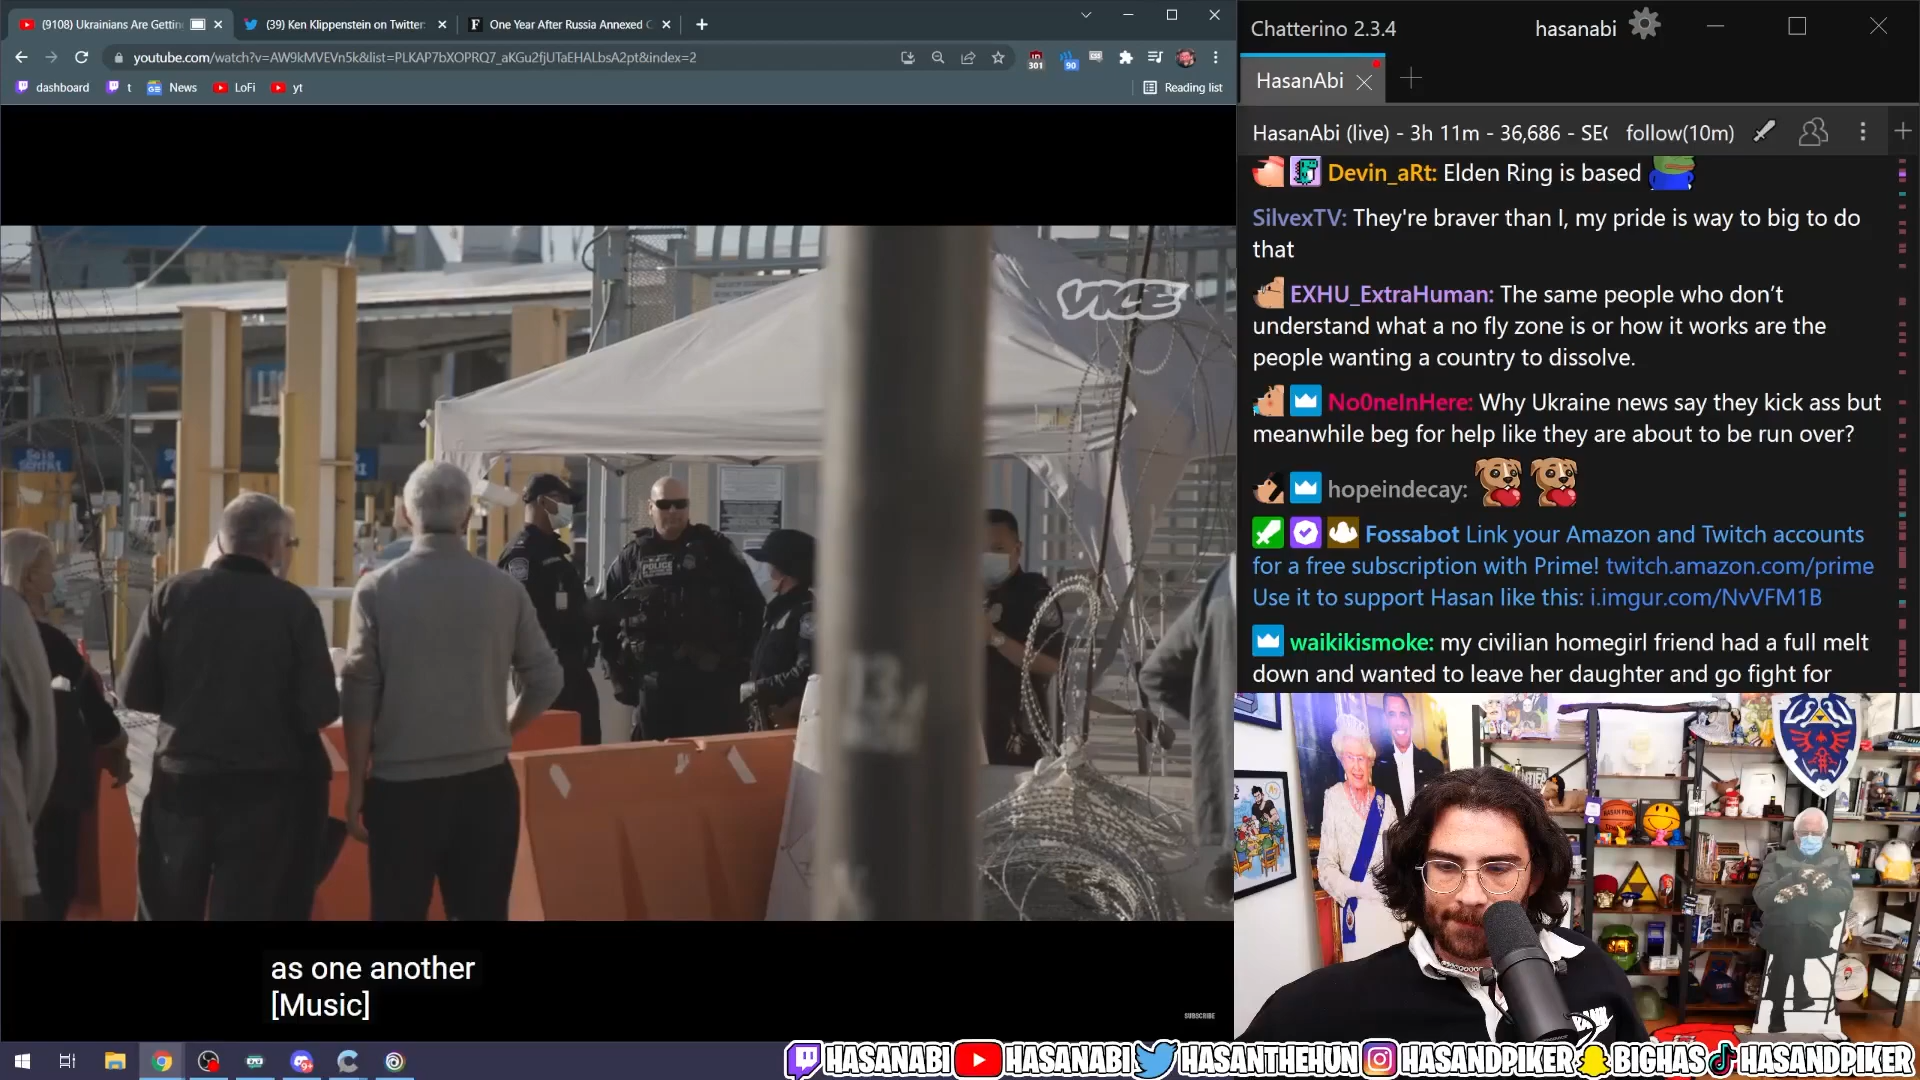 (9108) Ukrainians Are Gettin
(39) Ken Klippenstein on Twitter:
One Year After Russia Annexed C
youtube.com/watch?v=AW9kMVEVn5k&list=PLKAP7bXOPRQ7_aKGu2fjUTaEHALbsA2pt&index=2
301
90
dashboard
t
News
LoFi
yt
Reading list
VICE
POLICE
as one another
[Music]
SUBSCRIBE
Chatterino 2.3.4
hasanabi
HasanAbi
HasanAbi (live) - 3h 11m - 36,686 - SE
follow(10m)
Devin_aRt: Elden Ring is based
SilvexTV: They're braver than I, my pride is way to big to do
that
EXHU_ExtraHuman: The same people who don’t
understand what a no fly zone is or how it works are the
people wanting a country to dissolve.
No0neInHere: Why Ukraine news say they kick ass but
meanwhile beg for help like they are about to be run over?
hopeindecay:
Fossabot Link your Amazon and Twitch accounts
for a free subscription with Prime! twitch.amazon.com/prime
Use it to support Hasan like this: i.imgur.com/NvVFM1B
waikikismoke: my civilian homegirl friend had a full melt
down and wanted to leave her daughter and go fight for
HASANABI
HASANABI
HASANTHEHUN
HASANDPIKER
BIGHAS
HASANDPIKER